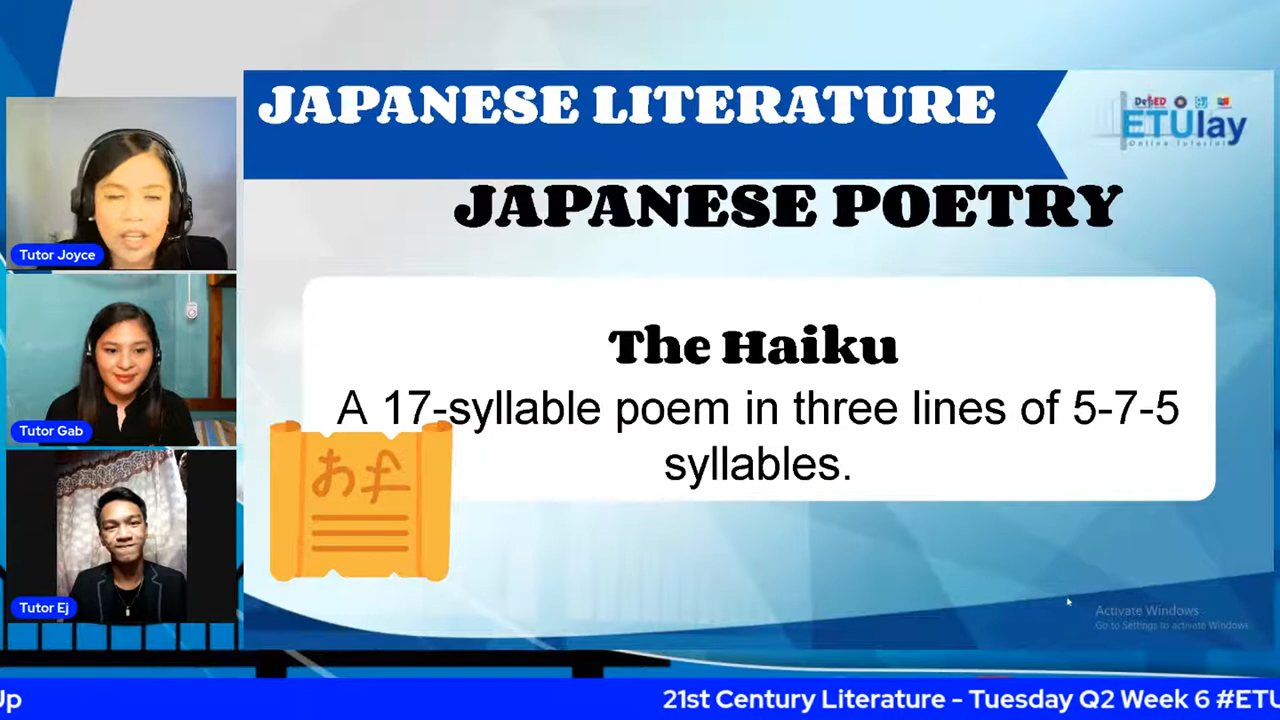 JAPANESE LITERATURE
DepED
ETUlay
Online Tutorial
JAPANESE POETRY
The Haiku
A 17-syllable poem in three lines of 5-7-5
syllables.
Tutor Joyce
Tutor Gab
Tutor Ej
Activate Windows
Go to Settings to activate Windows.
Up
21st Century Literature - Tuesday Q2 Week 6 #ETU